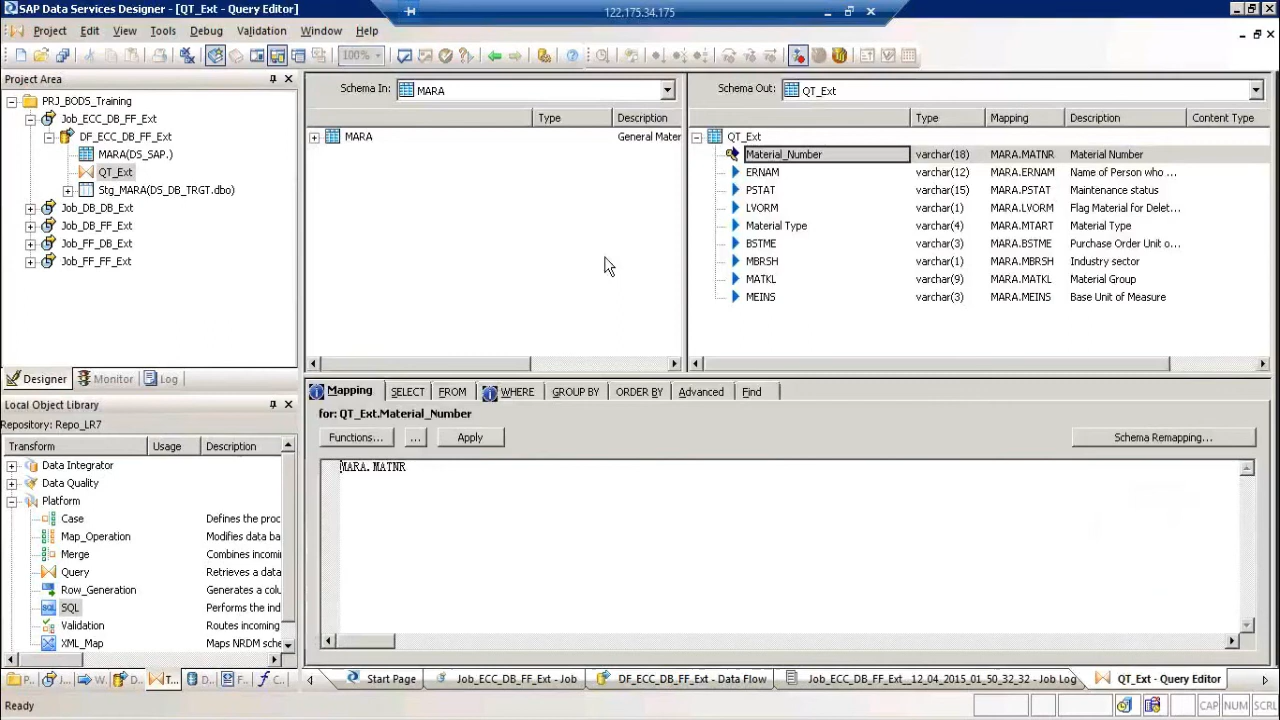 SAP Data Services Designer - [QT_Ext - Query Editor]
122.175.34.175
Project Edit View Tools Debug Validation Window Help
100%
Project Area
PRJ_BODS_Training
Job_ECC_DB_FF_Ext
DF_ECC_DB_FF_Ext
MARA(DS_SAP.)
QT_Ext
Stg_MARA(DS_DB_TRGT.dbo)
Job_DB_DB_Ext
Job_DB_FF_Ext
Job_FF_DB_Ext
Job_FF_FF_Ext
Designer Monitor Log
Schema In: MARA
Type Description
MARA General Mater
Schema Out: QT_Ext
Type Mapping Description Content Type
QT_Ext
Material_Number varchar(18) MARA.MATNR Material Number
ERNAM varchar(12) MARA.ERNAM Name of Person who ...
PSTAT varchar(15) MARA.PSTAT Maintenance status
LVORM varchar(1) MARA.LVORM Flag Material for Delet...
Material Type varchar(4) MARA.MTART Material Type
BSTME varchar(3) MARA.BSTME Purchase Order Unit o...
MBRSH varchar(1) MARA.MBRSH Industry sector
MATKL varchar(9) MARA.MATKL Material Group
MEINS varchar(3) MARA.MEINS Base Unit of Measure
Local Object Library
Repository: Repo_LR7
Transform Usage Description
Data Integrator
Data Quality
Platform
Case Defines the proc
Map_Operation Modifies data ba
Merge Combines incomi
Query Retrieves a data
Row_Generation Generates a colu
SQL Performs the ind
Validation Routes incoming
XML_Map Maps NRDM sche
P... J... W... D... T... D... F... C...
Mapping SELECT FROM WHERE GROUP BY ORDER BY Advanced Find
for: QT_Ext.Material_Number
Functions... ... Apply Schema Remapping...
MARA.MATNR
Start Page Job_ECC_DB_FF_Ext - Job DF_ECC_DB_FF_Ext - Data Flow Job_ECC_DB_FF_Ext__12_04_2015_01_50_32_32 - Job Log QT_Ext - Query Editor
Ready
CAP NUM SCRL